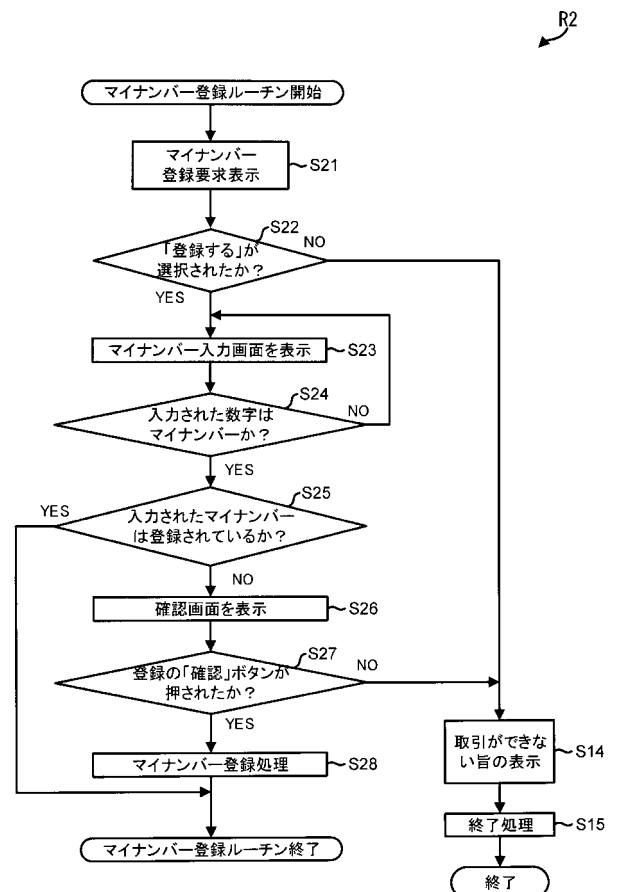 R2
マイナンバー登録ルーチン開始
マイナンバー
登録要求表示
S21
S22
「登録する」が
選択されたか？
NO
YES
マイナンバー入力画面を表示
S23
S24
入力された数字は
マイナンバーか？
NO
YES
S25
入力されたマイナンバー
は登録されているか？
YES
NO
確認画面を表示
S26
S27
登録の「確認」ボタンが
押されたか？
NO
YES
マイナンバー登録処理
S28
マイナンバー登録ルーチン終了
取引ができな
い旨の表示
S14
終了処理
S15
終了